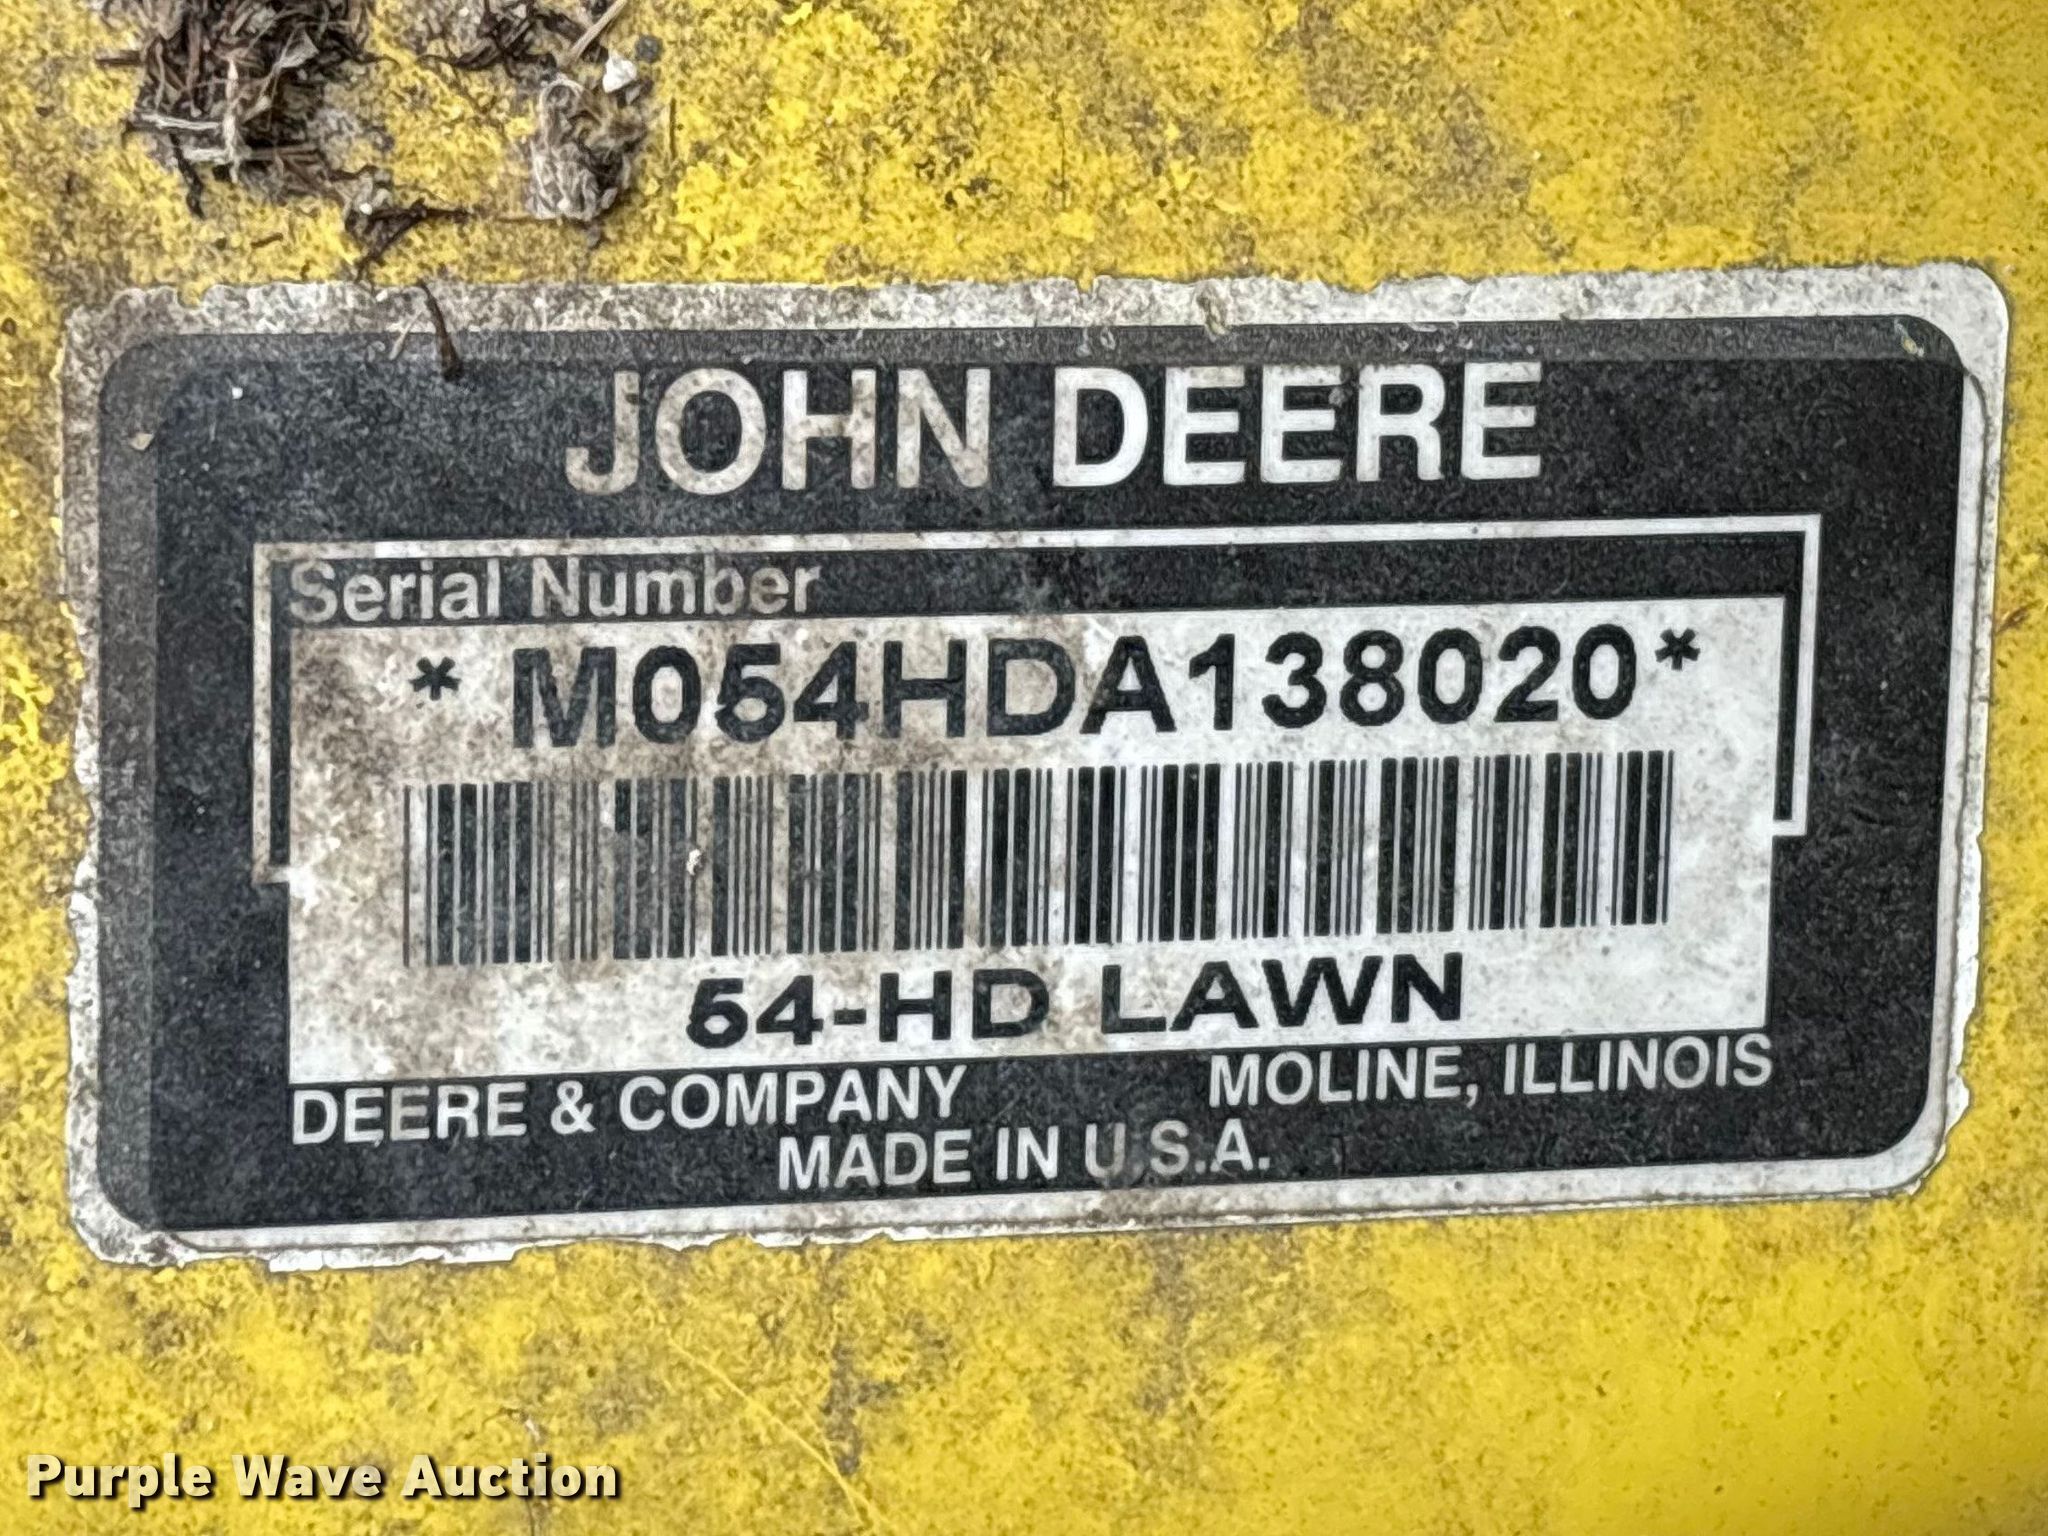 JOHN DEERE
Serial Number
* M054HDA138020*
54-HD LAWN
DEERE & COMPANY MOLINE, ILLINOIS
MADE IN U.S.A.
Purple Wave Auction